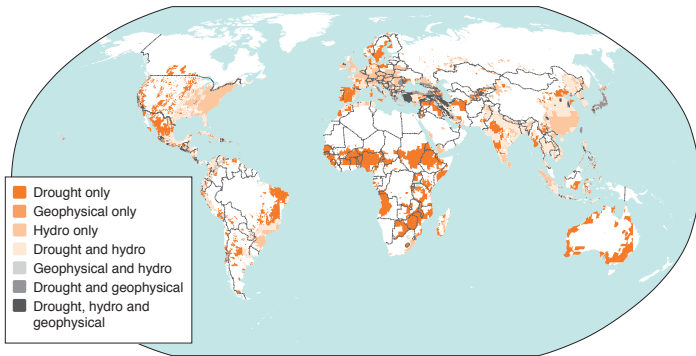 Drought only
Geophysical only
Hydro only
Drought and hydro
Geophysical and hydro
Drought and geophysical
Drought, hydro and
geophysical